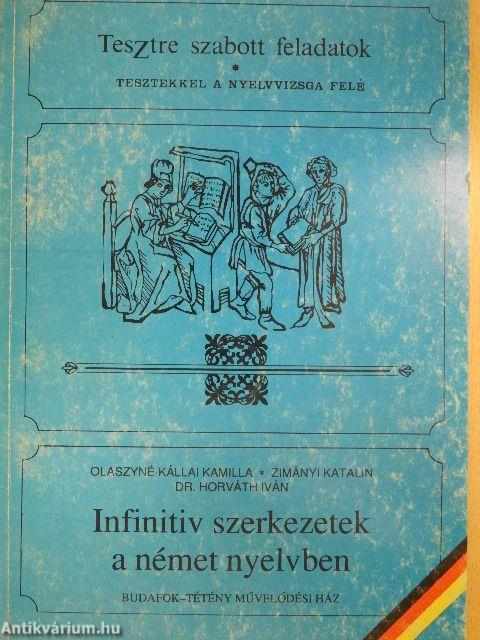 TesZtre szabott feladatok
*
TESZTEKKEL A NYELVVIZSGA FELÉ
OLASZYNÉ KÁLLAI KAMILLA * ZIMÁNYI KATALIN
DR. HORVÁTH IVÁN
Infinitiv szerkezetek
a német nyelvben
BUDAFOK–TÉTÉNY MŰVELŐDÉSI HÁZ
Antikvárium.hu